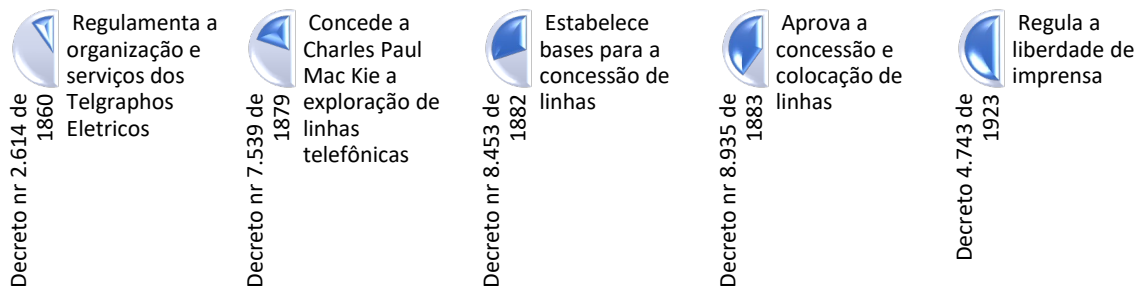 Decreto nr 2.614 de
1860
Regulamenta a
organização e
serviços dos
Telgraphos
Eletricos
Decreto nr 7.539 de
1879
Concede a
Charles Paul
Mac Kie a
exploração de
linhas
telefônicas
Decreto nr 8.453 de
1882
Estabelece
bases para a
concessão de
linhas
Decreto nr 8.935 de
1883
Aprova a
concessão e
colocação de
linhas
Decreto 4.743 de
1923
Regula a
liberdade de
imprensa